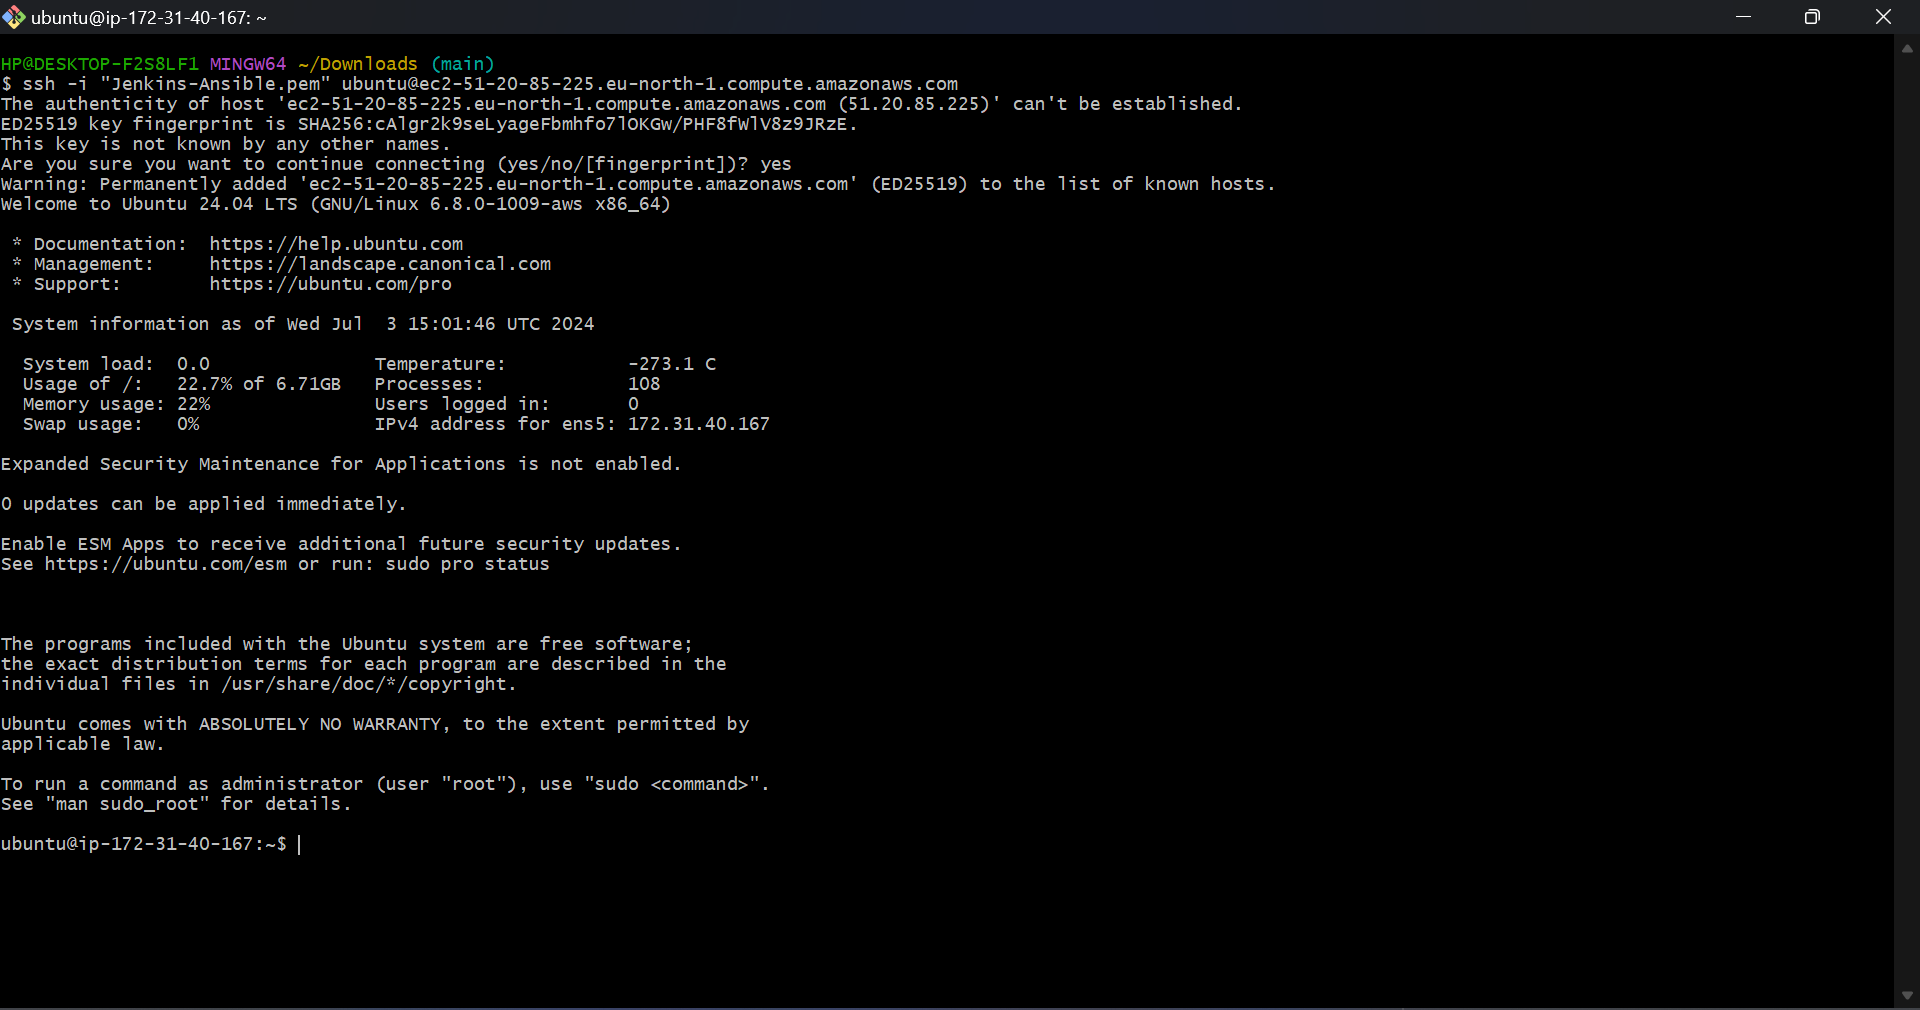 ubuntu@ip-172-31-40-167: ~
HP@DESKTOP-F2S8LF1 MINGW64 ~/Downloads (main)
$ ssh -i "Jenkins-Ansible.pem" ubuntu@ec2-51-20-85-225.eu-north-1.compute.amazonaws.com
The authenticity of host 'ec2-51-20-85-225.eu-north-1.compute.amazonaws.com (51.20.85.225)' can't be established.
ED25519 key fingerprint is SHA256:cAlgr2k9seLyageFbmhfo7lOKGw/PHF8fWlV8z9JRzE.
This key is not known by any other names.
Are you sure you want to continue connecting (yes/no/[fingerprint])? yes
Warning: Permanently added 'ec2-51-20-85-225.eu-north-1.compute.amazonaws.com' (ED25519) to the list of known hosts.
Welcome to Ubuntu 24.04 LTS (GNU/Linux 6.8.0-1009-aws x86_64)
* Documentation:  https://help.ubuntu.com
* Management:     https://landscape.canonical.com
* Support:        https://ubuntu.com/pro
System information as of Wed Jul  3 15:01:46 UTC 2024
System load:  0.0               Temperature:           -273.1 C
Usage of /:   22.7% of 6.71GB   Processes:             108
Memory usage: 22%               Users logged in:       0
Swap usage:   0%                IPv4 address for ens5: 172.31.40.167
Expanded Security Maintenance for Applications is not enabled.
0 updates can be applied immediately.
Enable ESM Apps to receive additional future security updates.
See https://ubuntu.com/esm or run: sudo pro status
The programs included with the Ubuntu system are free software;
the exact distribution terms for each program are described in the
individual files in /usr/share/doc/*/copyright.
Ubuntu comes with ABSOLUTELY NO WARRANTY, to the extent permitted by
applicable law.
To run a command as administrator (user "root"), use "sudo <command>".
See "man sudo_root" for details.
ubuntu@ip-172-31-40-167:~$